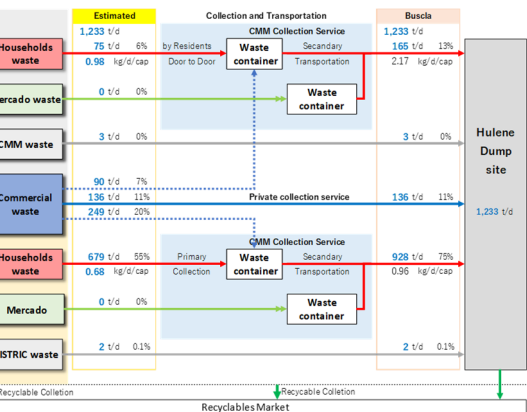 Estimated
Collection and Transportation
Buscla
1,233 t/d
CMM Collection Service
1,233 t/d
Households
waste
75 t/d 6%
by Residents
Waste
container
Secandary
165 t/d 13%
0.98 kg/d/cap
Door to Door
Transportation
2.17 kg/d/cap
ercado waste
0 t/d 0%
Waste
container
CMM waste
3 t/d 0%
3 t/d 0%
Hulene
Dump
site
1,233 t/d
Commercial
waste
90 t/d 7%
136 t/d 11%
Private collection service
136 t/d 11%
249 t/d 20%
CMM Collection Service
Households
waste
679 t/d 55%
Primary
Waste
container
Secandary
928 t/d 75%
0.68 kg/d/cap
Collection
Transportation
0.96 kg/d/cap
Mercado
0 t/d 0%
Waste
container
ISTRIC waste
2 t/d 0.1%
2 t/d 0.1%
Recyclable Colletion
Recycable Colletion
Recyclables Market